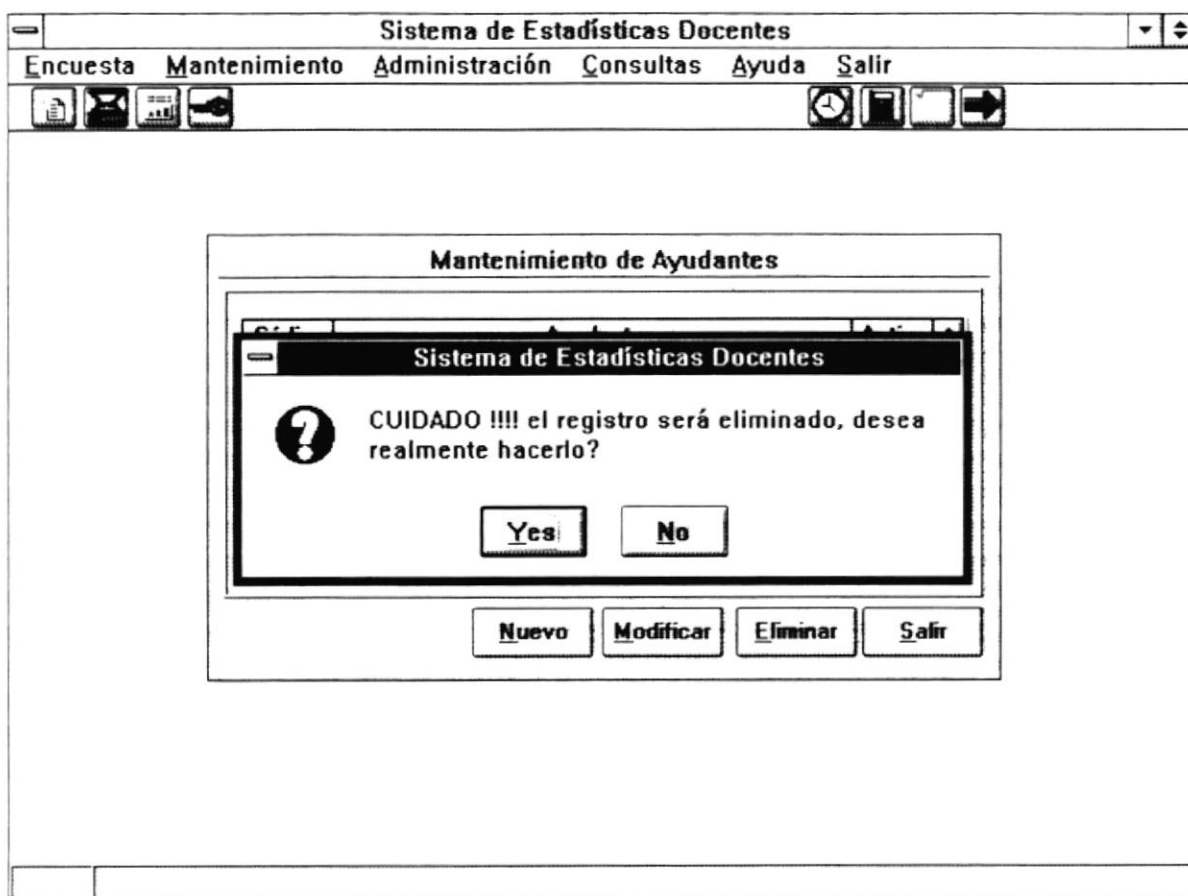 Sistema de Estadísticas Docentes
Encuesta Mantenimiento Administración Consultas Ayuda Salir
Mantenimiento de Ayudantes
Sistema de Estadísticas Docentes
CUIDADO !!!! el registro será eliminado, desea
realmente hacerlo?
Yes No
Nuevo Modificar Eliminar Salir